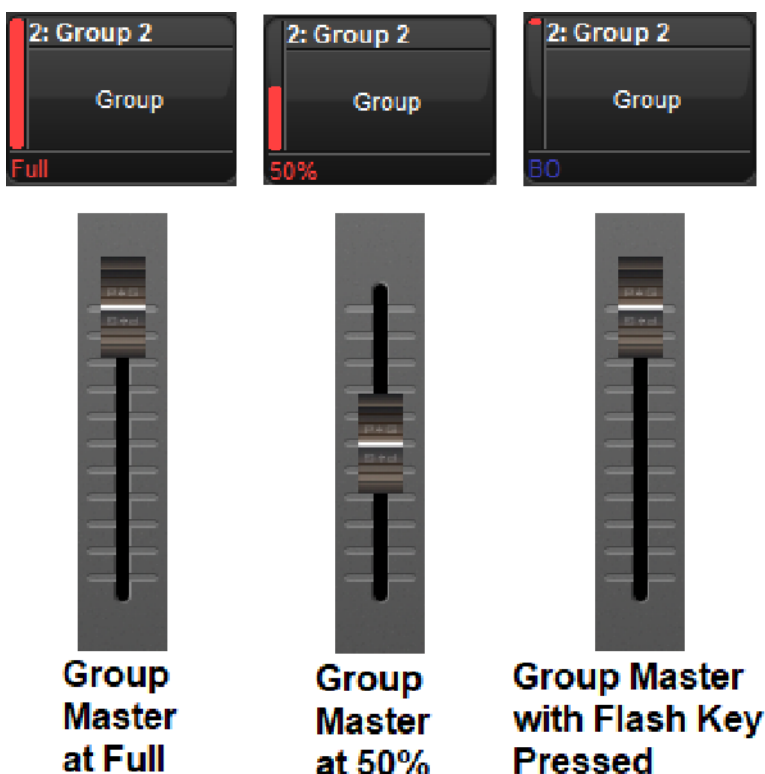 2: Group 2
Group
Full
2: Group 2
Group
50%
2: Group 2
Group
BO
P+G
P+G
P+G
Group
Master
at Full
Group
Master
at 50%
Group Master
with Flash Key
Pressed